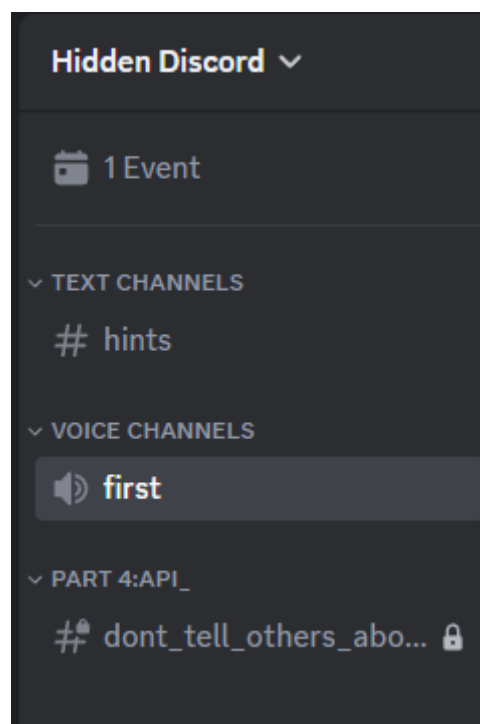 Hidden Discord
1 Event
TEXT CHANNELS
# hints
VOICE CHANNELS
first
PART 4:API_
# dont_tell_others_abo...